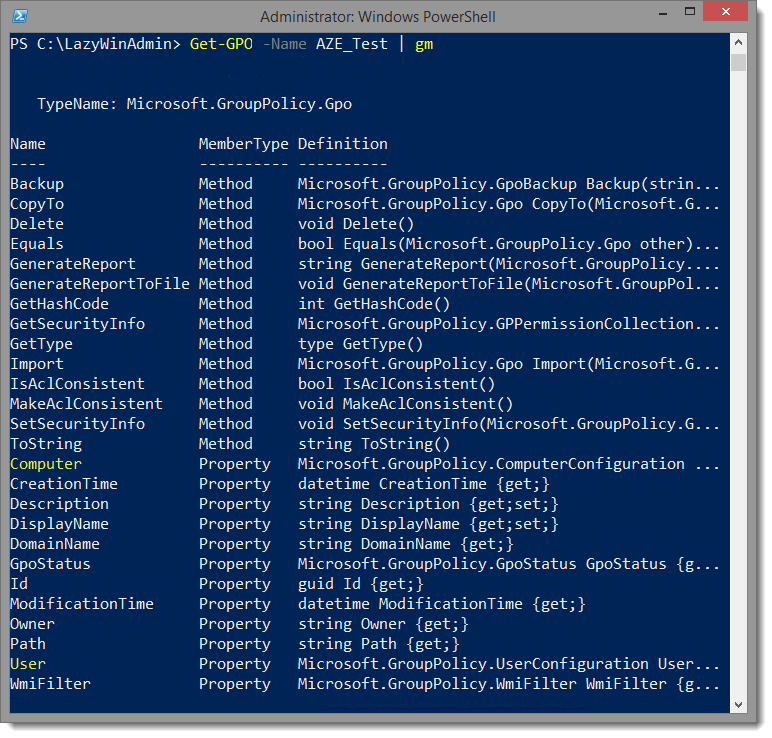 Administrator: Windows PowerShell
PS C:\LazyWinAdmin> Get-GPO -Name AZE_Test | gm
TypeName: Microsoft.GroupPolicy.Gpo
Name MemberType Definition
---- ---------- ----------
Backup Method Microsoft.GroupPolicy.GpoBackup Backup(strin...
CopyTo Method Microsoft.GroupPolicy.Gpo CopyTo(Microsoft.G...
Delete Method void Delete()
Equals Method bool Equals(Microsoft.GroupPolicy.Gpo other)...
GenerateReport Method string GenerateReport(Microsoft.GroupPolicy....
GenerateReportToFile Method void GenerateReportToFile(Microsoft.GroupPol...
GetHashCode Method int GetHashCode()
GetSecurityInfo Method Microsoft.GroupPolicy.GPPermissionCollection...
GetType Method type GetType()
Import Method Microsoft.GroupPolicy.Gpo Import(Microsoft.G...
IsAclConsistent Method bool IsAclConsistent()
MakeAclConsistent Method void MakeAclConsistent()
SetSecurityInfo Method void SetSecurityInfo(Microsoft.GroupPolicy.G...
ToString Method string ToString()
Computer Property Microsoft.GroupPolicy.ComputerConfiguration ...
CreationTime Property datetime CreationTime {get;}
Description Property string Description {get;set;}
DisplayName Property string DisplayName {get;set;}
DomainName Property string DomainName {get;}
GpoStatus Property Microsoft.GroupPolicy.GpoStatus GpoStatus {g...
Id Property guid Id {get;}
ModificationTime Property datetime ModificationTime {get;}
Owner Property string Owner {get;}
Path Property string Path {get;}
User Property Microsoft.GroupPolicy.UserConfiguration User...
WmiFilter Property Microsoft.GroupPolicy.WmiFilter WmiFilter {g...